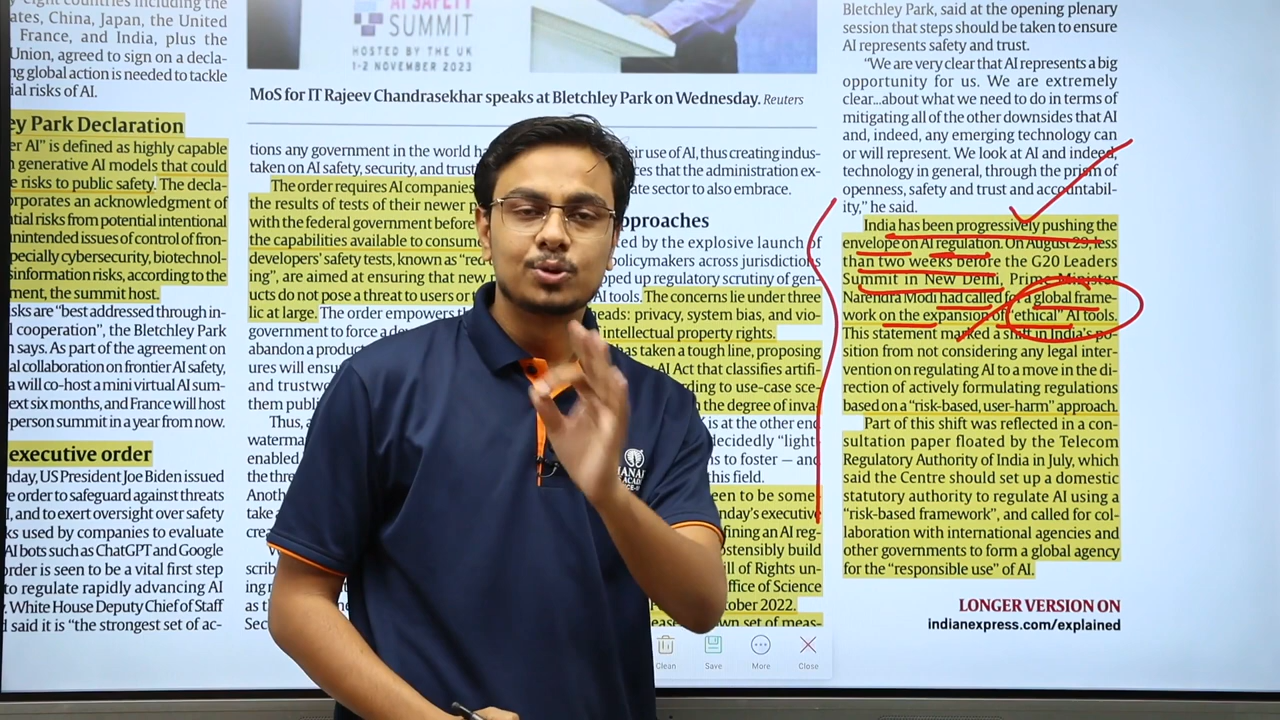 y eight countries including the
ates, China, Japan, the United
France, and India, plus the
Union, agreed to sign on a decla-
ng global action is needed to tackle
ial risks of AI.
ey Park Declaration
er AI” is defined as highly capable
n generative AI models that could
e risks to public safety. The decla-
orporates an acknowledgment of
tial risks from potential intentional
unintended issues of control of fron-
pecially cybersecurity, biotechnol-
isinformation risks, according to the
ment, the summit host.
sks are “best addressed through in-
l cooperation”, the Bletchley Park
n says. As part of the agreement on
al collaboration on frontier AI safety,
a will co-host a mini virtual AI sum-
ext six months, and France will host
-person summit in a year from now.
executive order
nday, US President Joe Biden issued
e order to safeguard against threats
I, and to exert oversight over safety
ks used by companies to evaluate
AI bots such as ChatGPT and Google
order is seen to be a vital first step
to regulate rapidly advancing AI
. White House Deputy Chief of Staff
l said it is “the strongest set of ac-
AI SAFETY
SUMMIT
HOSTED BY THE UK
1-2 NOVEMBER 2023
MoS for IT Rajeev Chandrasekhar speaks at Bletchley Park on Wednesday. Reuters
tions any government in the world ha
taken on AI safety, security, and trust
The order requires AI companies
the results of tests of their newer p
with the federal government before
the capabilities available to consume
developers’ safety tests, known as “red
ing”, are aimed at ensuring that new
ucts do not pose a threat to users or t
lic at large. The order empowers th
government to force a de
abandon a produc
ures will ensu
and trustw
them publi
Thus, a
waterma
enabled
the thre
Anoth
take a
crea
scrib
ing r
as t
Sec
eir use of AI, thus creating indus-
ces that the administration ex-
ate sector to also embrace.
pproaches
ted by the explosive launch of
policymakers across jurisdictions
pped up regulatory scrutiny of gen-
AI tools. The concerns lie under three
heads: privacy, system bias, and vio-
intellectual property rights.
has taken a tough line, proposing
AI Act that classifies artifi-
rding to use-case sce-
n the degree of inva-
K is at the other end
decidedly “light-
ns to foster — and
this field.
een to be some-
nday’s executive
fining an AI reg-
ostensibly build
ill of Rights un-
ffice of Science
tober 2022.
wn set of meas-
MANA
ACADE
Clean
Save
More
Close
Bletchley Park, said at the opening plenary
session that steps should be taken to ensure
AI represents safety and trust.
“We are very clear that AI represents a big
opportunity for us. We are extremely
clear...about what we need to do in terms of
mitigating all of the other downsides that AI
and, indeed, any emerging technology can
or will represent. We look at AI and indeed,
technology in general, through the prism of
openness, safety and trust and accountabil-
ity,” he said.
India has been progressively pushing the
envelope on AI regulation. On August 29, less
than two weeks before the G20 Leaders
Summit in New Delhi, Prime Minister
Narendra Modi had called for a global frame-
work on the expansion of “ethical” AI tools.
This statement marked a shift in India’s po-
sition from not considering any legal inter-
vention on regulating AI to a move in the di-
rection of actively formulating regulations
based on a “risk-based, user-harm” approach.
Part of this shift was reflected in a con-
sultation paper floated by the Telecom
Regulatory Authority of India in July, which
said the Centre should set up a domestic
statutory authority to regulate AI using a
“risk-based framework”, and called for col-
laboration with international agencies and
other governments to form a global agency
for the “responsible use” of AI.
LONGER VERSION ON
indianexpress.com/explained